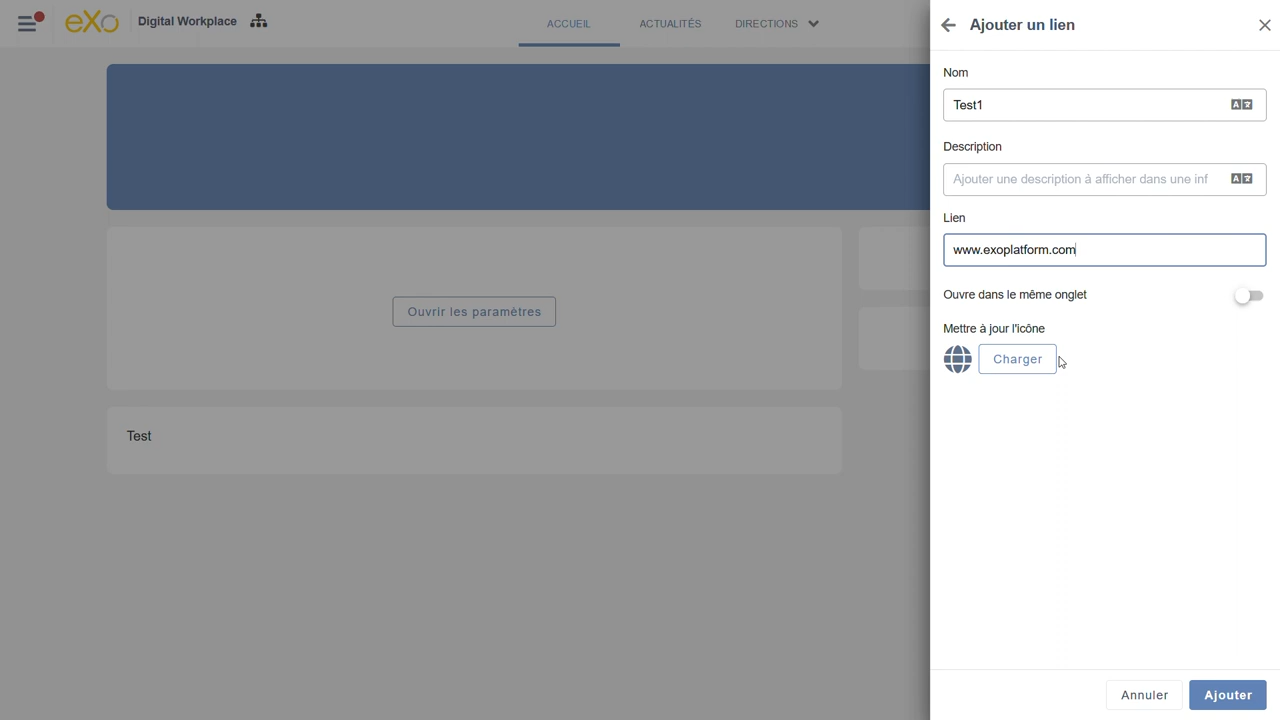 eXo Digital Workplace ACCUEIL ACTUALITÉS DIRECTIONS
Ajouter un lien
Nom
Test1
Description
Ajouter une description à afficher dans une inf
Lien
www.exoplatform.com
Ouvre dans le même onglet
Mettre à jour l'icône
Charger
Ouvrir les paramètres
Test
Annuler Ajouter